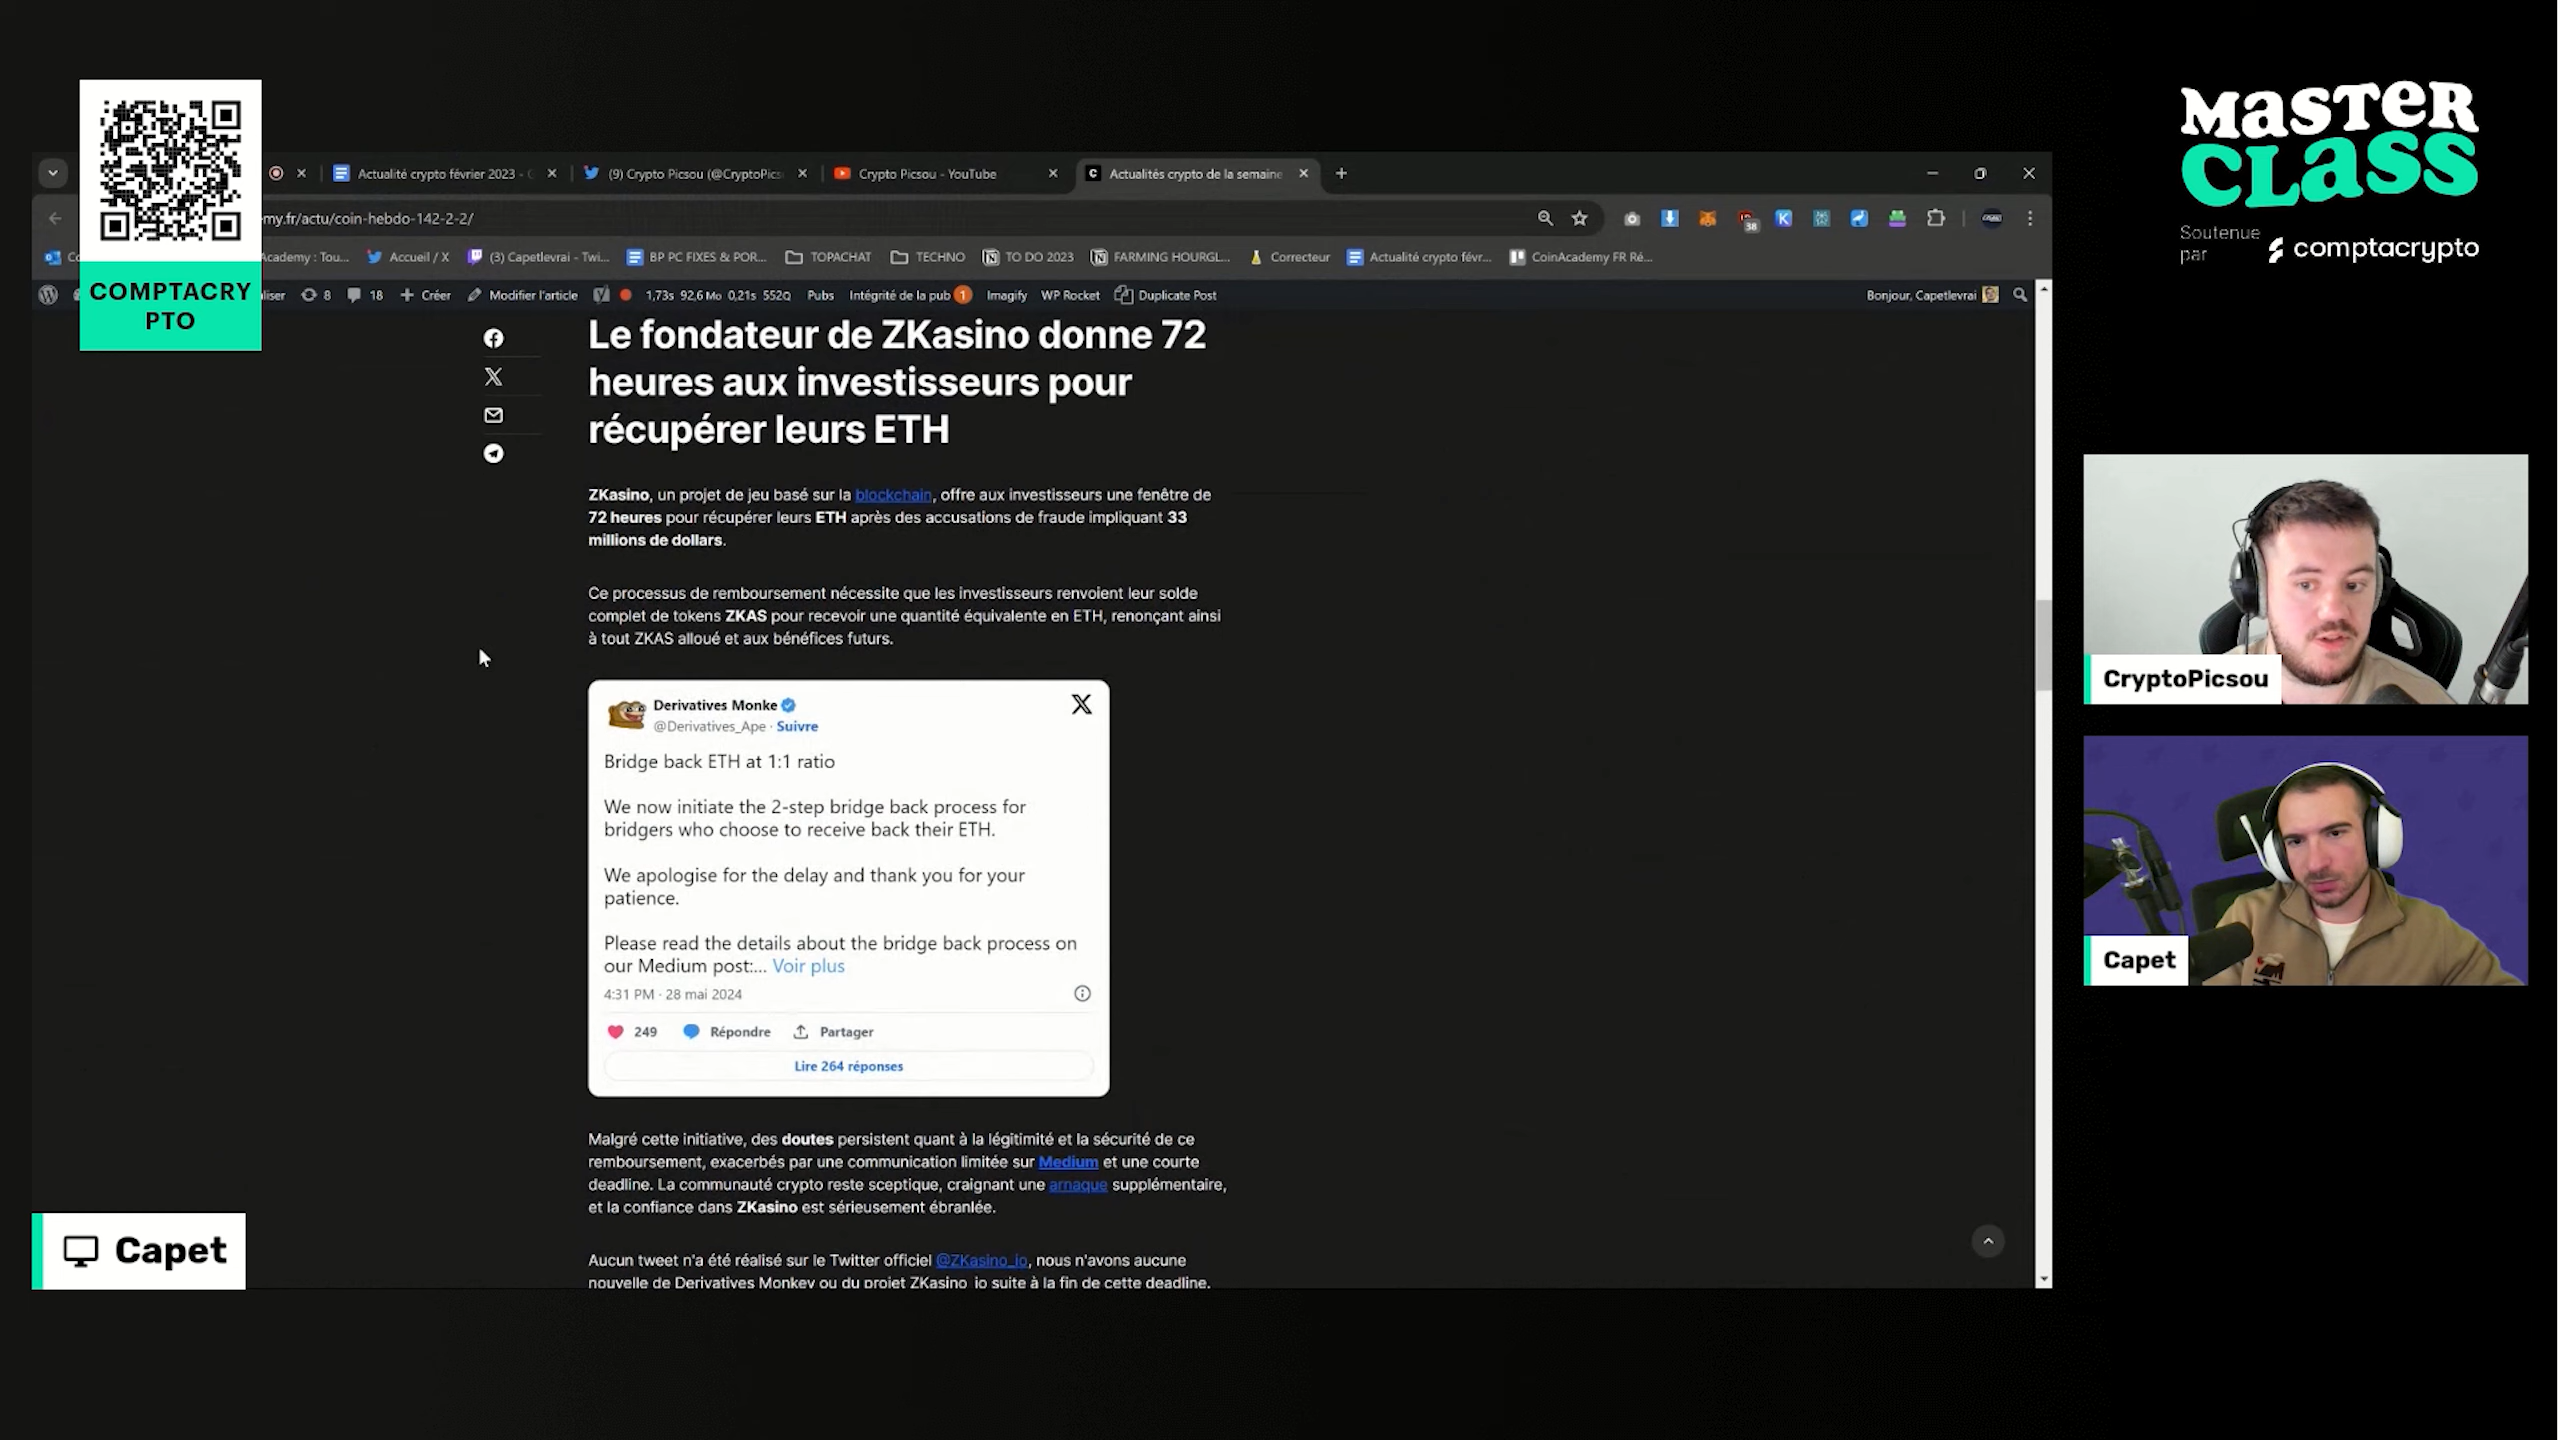 COMPTACRY
PTO
Actualité crypto février 2023 -
(9) Crypto Picsou (@CryptoPics
Crypto Picsou - YouTube
Actualités crypto de la semaine
my.fr/actu/coin-hebdo-142-2-2/
38
Academy : Tou...
Accueil / X
(3) Capetlevrai - Twi...
BP PC FIXES & POR...
TOPACHAT
TECHNO
TO DO 2023
FARMING HOURGL...
Correcteur
Actualité crypto févr...
CoinAcademy FR Ré...
liser
8
18
Créer
Modifier l'article
1,73s 92,6 Mo 0,21s 552Q
Pubs
Intégrité de la pub 1
Imagify
WP Rocket
Duplicate Post
Bonjour, Capetlevrai
Le fondateur de ZKasino donne 72
heures aux investisseurs pour
récupérer leurs ETH
ZKasino, un projet de jeu basé sur la blockchain, offre aux investisseurs une fenêtre de
72 heures pour récupérer leurs ETH après des accusations de fraude impliquant 33
millions de dollars.
Ce processus de remboursement nécessite que les investisseurs renvoient leur solde
complet de tokens ZKAS pour recevoir une quantité équivalente en ETH, renonçant ainsi
à tout ZKAS alloué et aux bénéfices futurs.
Derivatives Monke
@Derivatives_Ape · Suivre
Bridge back ETH at 1:1 ratio
We now initiate the 2-step bridge back process for
bridgers who choose to receive back their ETH.
We apologise for the delay and thank you for your
patience.
Please read the details about the bridge back process on
our Medium post:... Voir plus
4:31 PM · 28 mai 2024
249
Répondre
Partager
Lire 264 réponses
Malgré cette initiative, des doutes persistent quant à la légitimité et la sécurité de ce
remboursement, exacerbés par une communication limitée sur Medium et une courte
deadline. La communauté crypto reste sceptique, craignant une arnaque supplémentaire,
et la confiance dans ZKasino est sérieusement ébranlée.
Aucun tweet n'a été réalisé sur le Twitter officiel @ZKasino_io, nous n'avons aucune
nouvelle de Derivatives Monkey ou du projet ZKasino_io suite à la fin de cette deadline.
Capet
MasTeR
CLass
Soutenue
par
comptacrypto
CryptoPicsou
Capet